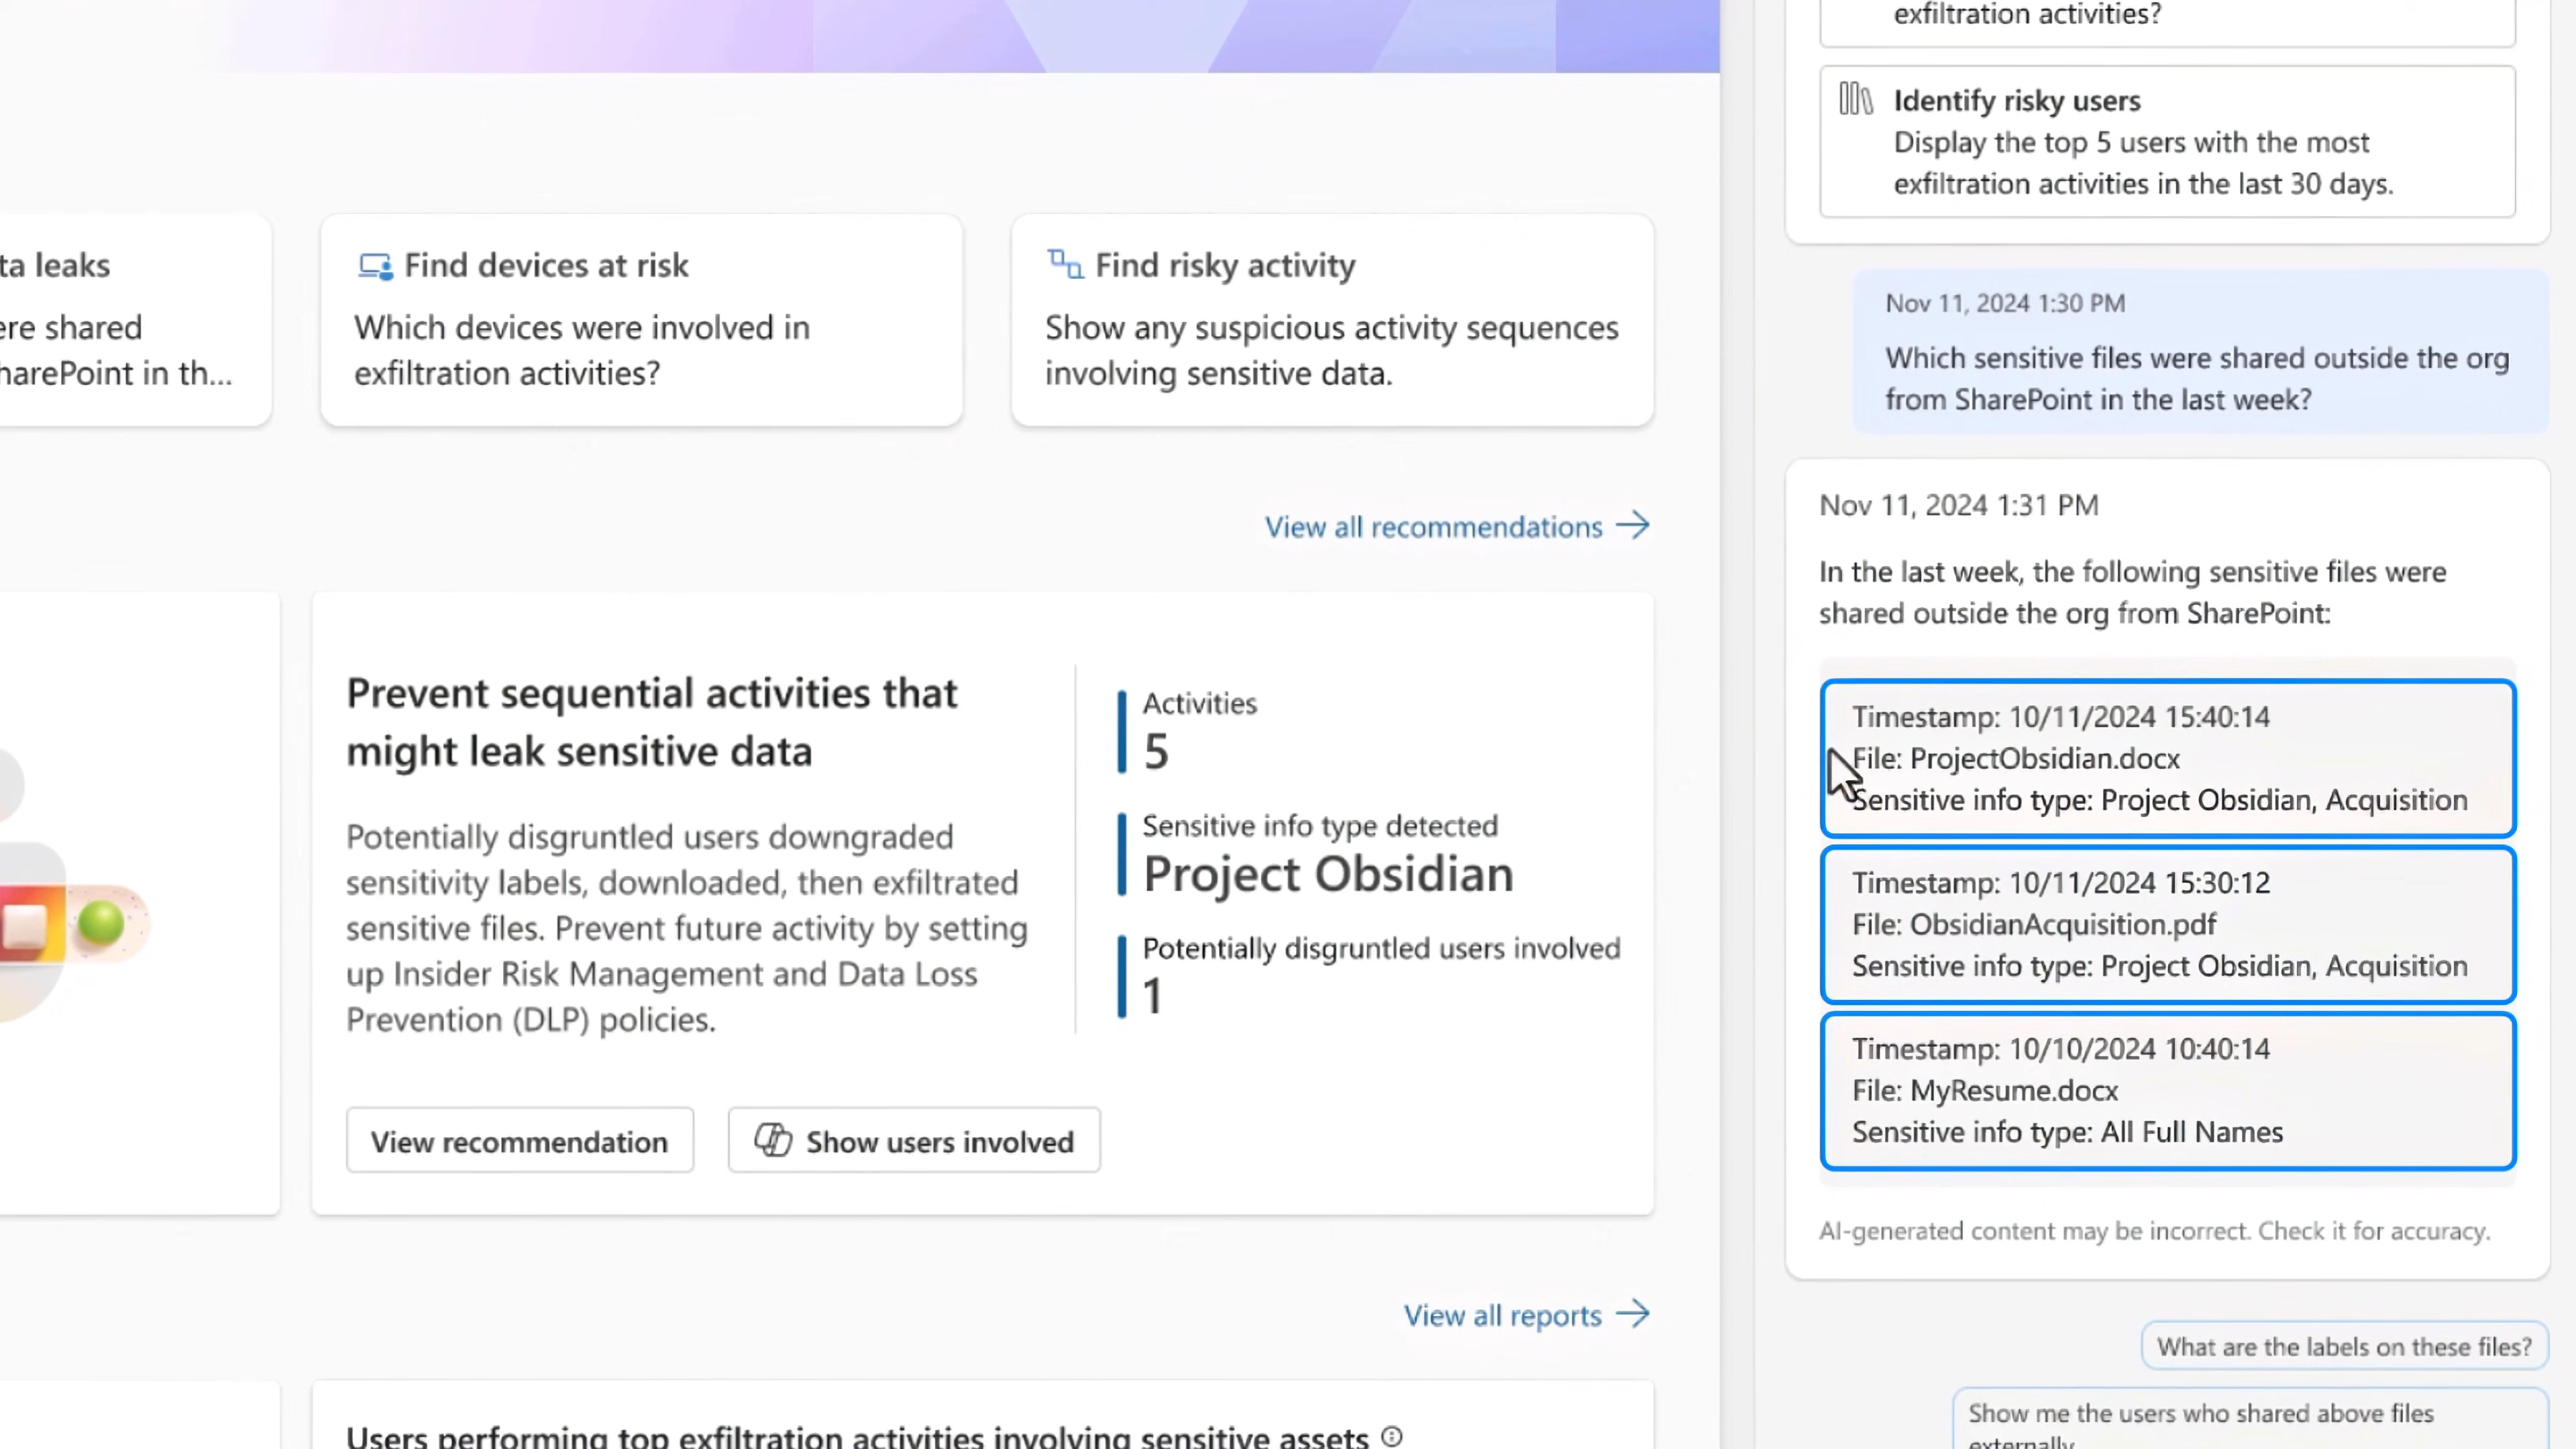 ta leaks
ere shared
harePoint in th...
Find devices at risk
Which devices were involved in
exfiltration activities?
Find risky activity
Show any suspicious activity sequences
involving sensitive data.
View all recommendations
Prevent sequential activities that
might leak sensitive data
Potentially disgruntled users downgraded
sensitivity labels, downloaded, then exfiltrated
sensitive files. Prevent future activity by setting
up Insider Risk Management and Data Loss
Prevention (DLP) policies.
View recommendation
Show users involved
Activities
5
Sensitive info type detected
Project Obsidian
Potentially disgruntled users involved
1
View all reports
Users performing top exfiltration activities involving sensitive assets
exfiltration activities?
Identify risky users
Display the top 5 users with the most
exfiltration activities in the last 30 days.
Nov 11, 2024 1:30 PM
Which sensitive files were shared outside the org
from SharePoint in the last week?
Nov 11, 2024 1:31 PM
In the last week, the following sensitive files were
shared outside the org from SharePoint:
Timestamp: 10/11/2024 15:40:14
File: ProjectObsidian.docx
Sensitive info type: Project Obsidian, Acquisition
Timestamp: 10/11/2024 15:30:12
File: ObsidianAcquisition.pdf
Sensitive info type: Project Obsidian, Acquisition
Timestamp: 10/10/2024 10:40:14
File: MyResume.docx
Sensitive info type: All Full Names
AI-generated content may be incorrect. Check it for accuracy.
What are the labels on these files?
Show me the users who shared above files
externally